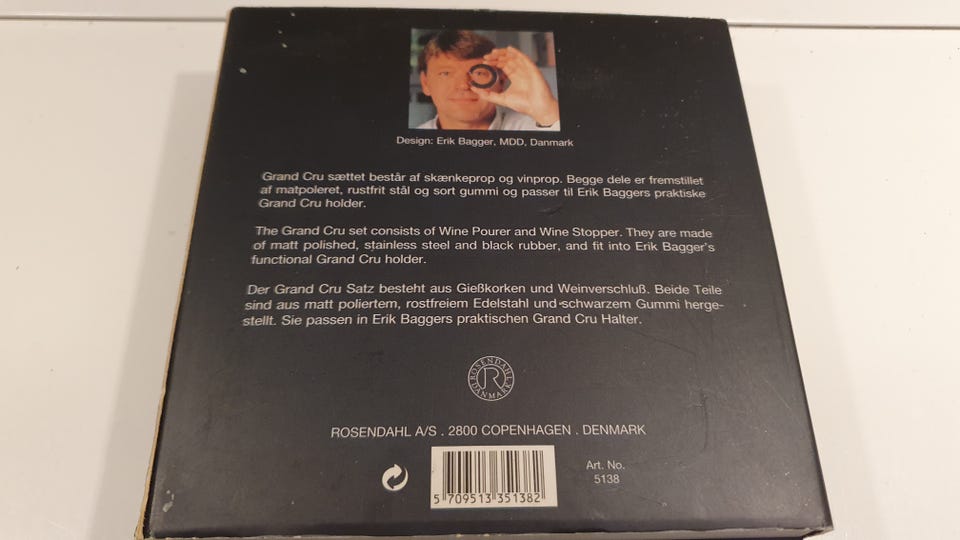 Design: Erik Bagger, MDD, Danmark
Grand Cru sættet består af skænkeprop og vinprop. Begge dele er fremstillet
af matpoleret, rustfrit stål og sort gummi og passer til Erik Baggers praktiske
Grand Cru holder.
The Grand Cru set consists of Wine Pourer and Wine Stopper. They are made
of matt polished, stainless steel and black rubber, and fit into Erik Bagger's
functional Grand Cru holder.
Der Grand Cru Satz besteht aus Gießkorken und Weinverschluß. Beide Teile
sind aus matt poliertem, rostfreiem Edelstahl und schwarzem Gummi herge-
stellt. Sie passen in Erik Baggers praktischen Grand Cru Halter.
ROSENDAHL
R
DANMARK
ROSENDAHL A/S . 2800 COPENHAGEN . DENMARK
Art. No.
5138
5 709513 351382